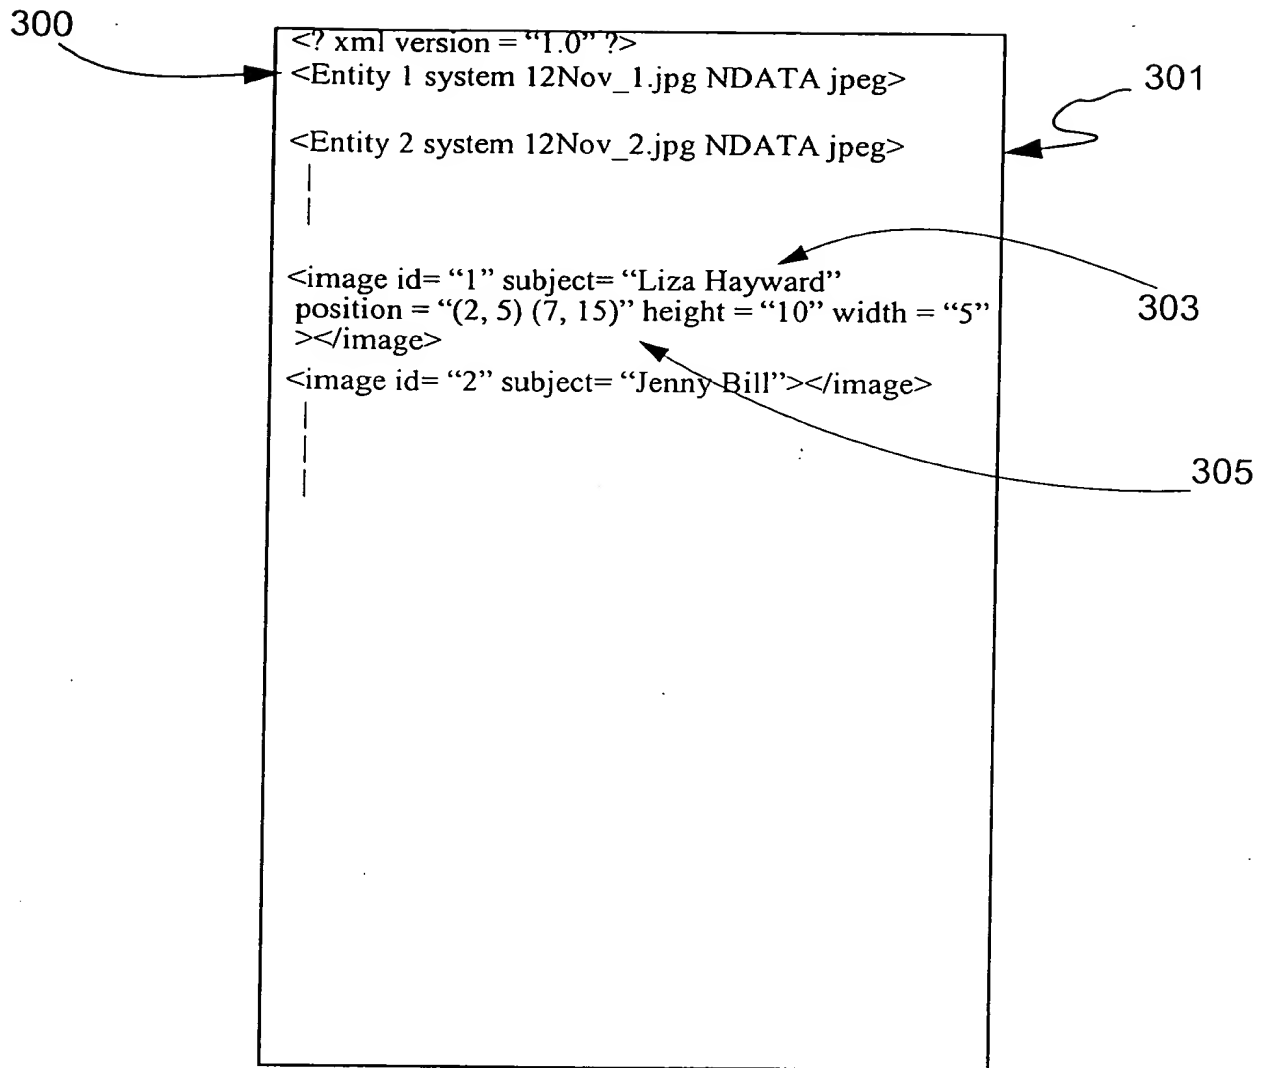 300
<? xml version = “1.0” ?>
<Entity 1 system 12Nov_1.jpg NDATA jpeg>
301
<Entity 2 system 12Nov_2.jpg NDATA jpeg>
<image id= “1” subject= “Liza Hayward”
position = “(2, 5) (7, 15)” height = “10” width = “5”
303
></image>
<image id= “2” subject= “Jenny Bill”></image>
305